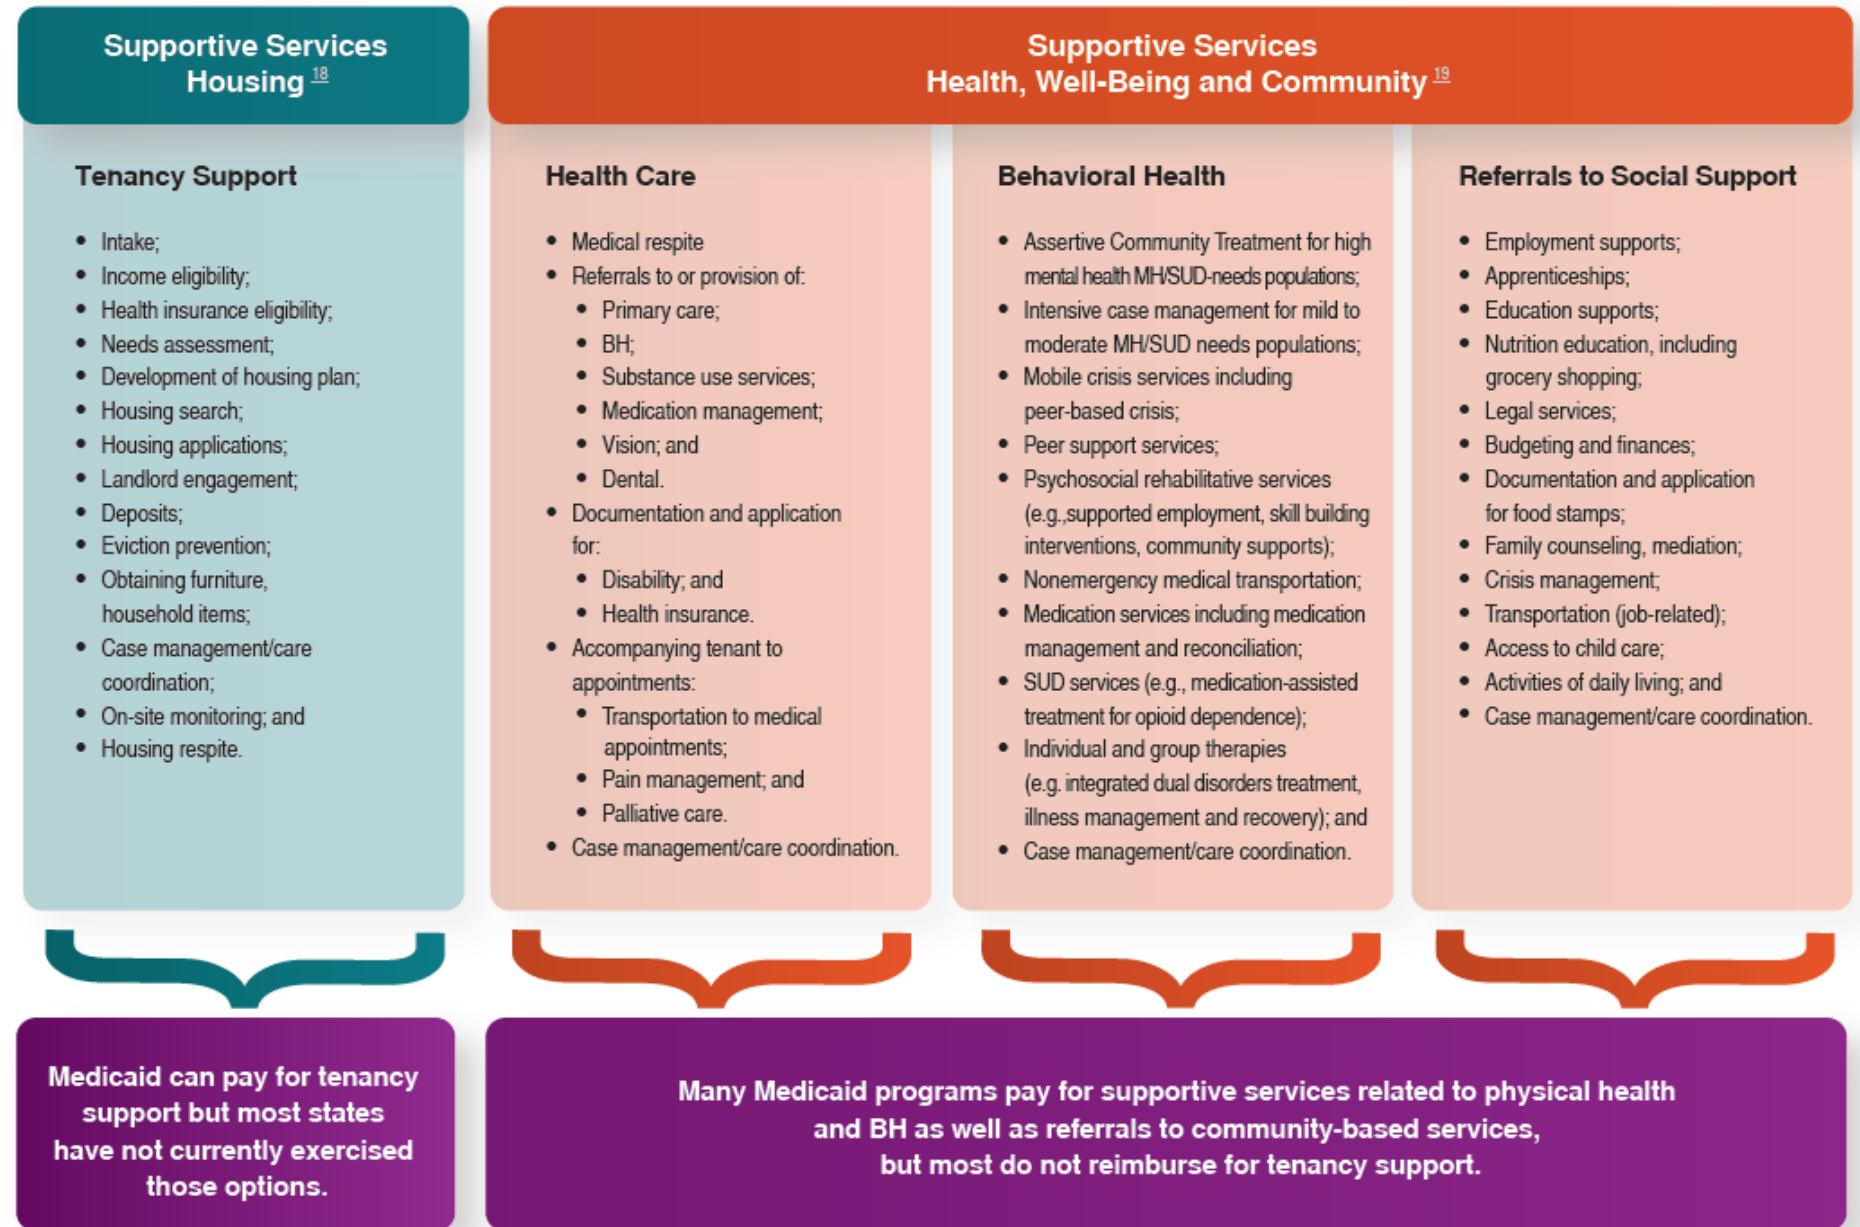 Supportive Services
Housing 18
Supportive Services
Health, Well-Being and Community 19
Tenancy Support
• Intake;
• Income eligibility;
• Health insurance eligibility;
• Needs assessment;
• Development of housing plan;
• Housing search;
• Housing applications;
• Landlord engagement;
• Deposits;
• Eviction prevention;
• Obtaining furniture,
household items;
• Case management/care
coordination;
• On-site monitoring; and
• Housing respite.
Health Care
• Medical respite
• Referrals to or provision of:
• Primary care;
• BH;
• Substance use services;
• Medication management;
• Vision; and
• Dental.
• Documentation and application
for:
• Disability; and
• Health insurance.
• Accompanying tenant to
appointments:
• Transportation to medical
appointments;
• Pain management; and
• Palliative care.
• Case management/care coordination.
Behavioral Health
• Assertive Community Treatment for high
mental health MH/SUD-needs populations;
• Intensive case management for mild to
moderate MH/SUD needs populations;
• Mobile crisis services including
peer-based crisis;
• Peer support services;
• Psychosocial rehabilitative services
(e.g.,supported employment, skill building
interventions, community supports);
• Nonemergency medical transportation;
• Medication services including medication
management and reconciliation;
• SUD services (e.g., medication-assisted
treatment for opioid dependence);
• Individual and group therapies
(e.g. integrated dual disorders treatment,
illness management and recovery); and
• Case management/care coordination.
Referrals to Social Support
• Employment supports;
• Apprenticeships;
• Education supports;
• Nutrition education, including
grocery shopping;
• Legal services;
• Budgeting and finances;
• Documentation and application
for food stamps;
• Family counseling, mediation;
• Crisis management;
• Transportation (job-related);
• Access to child care;
• Activities of daily living; and
• Case management/care coordination.
Medicaid can pay for tenancy
support but most states
have not currently exercised
those options.
Many Medicaid programs pay for supportive services related to physical health
and BH as well as referrals to community-based services,
but most do not reimburse for tenancy support.